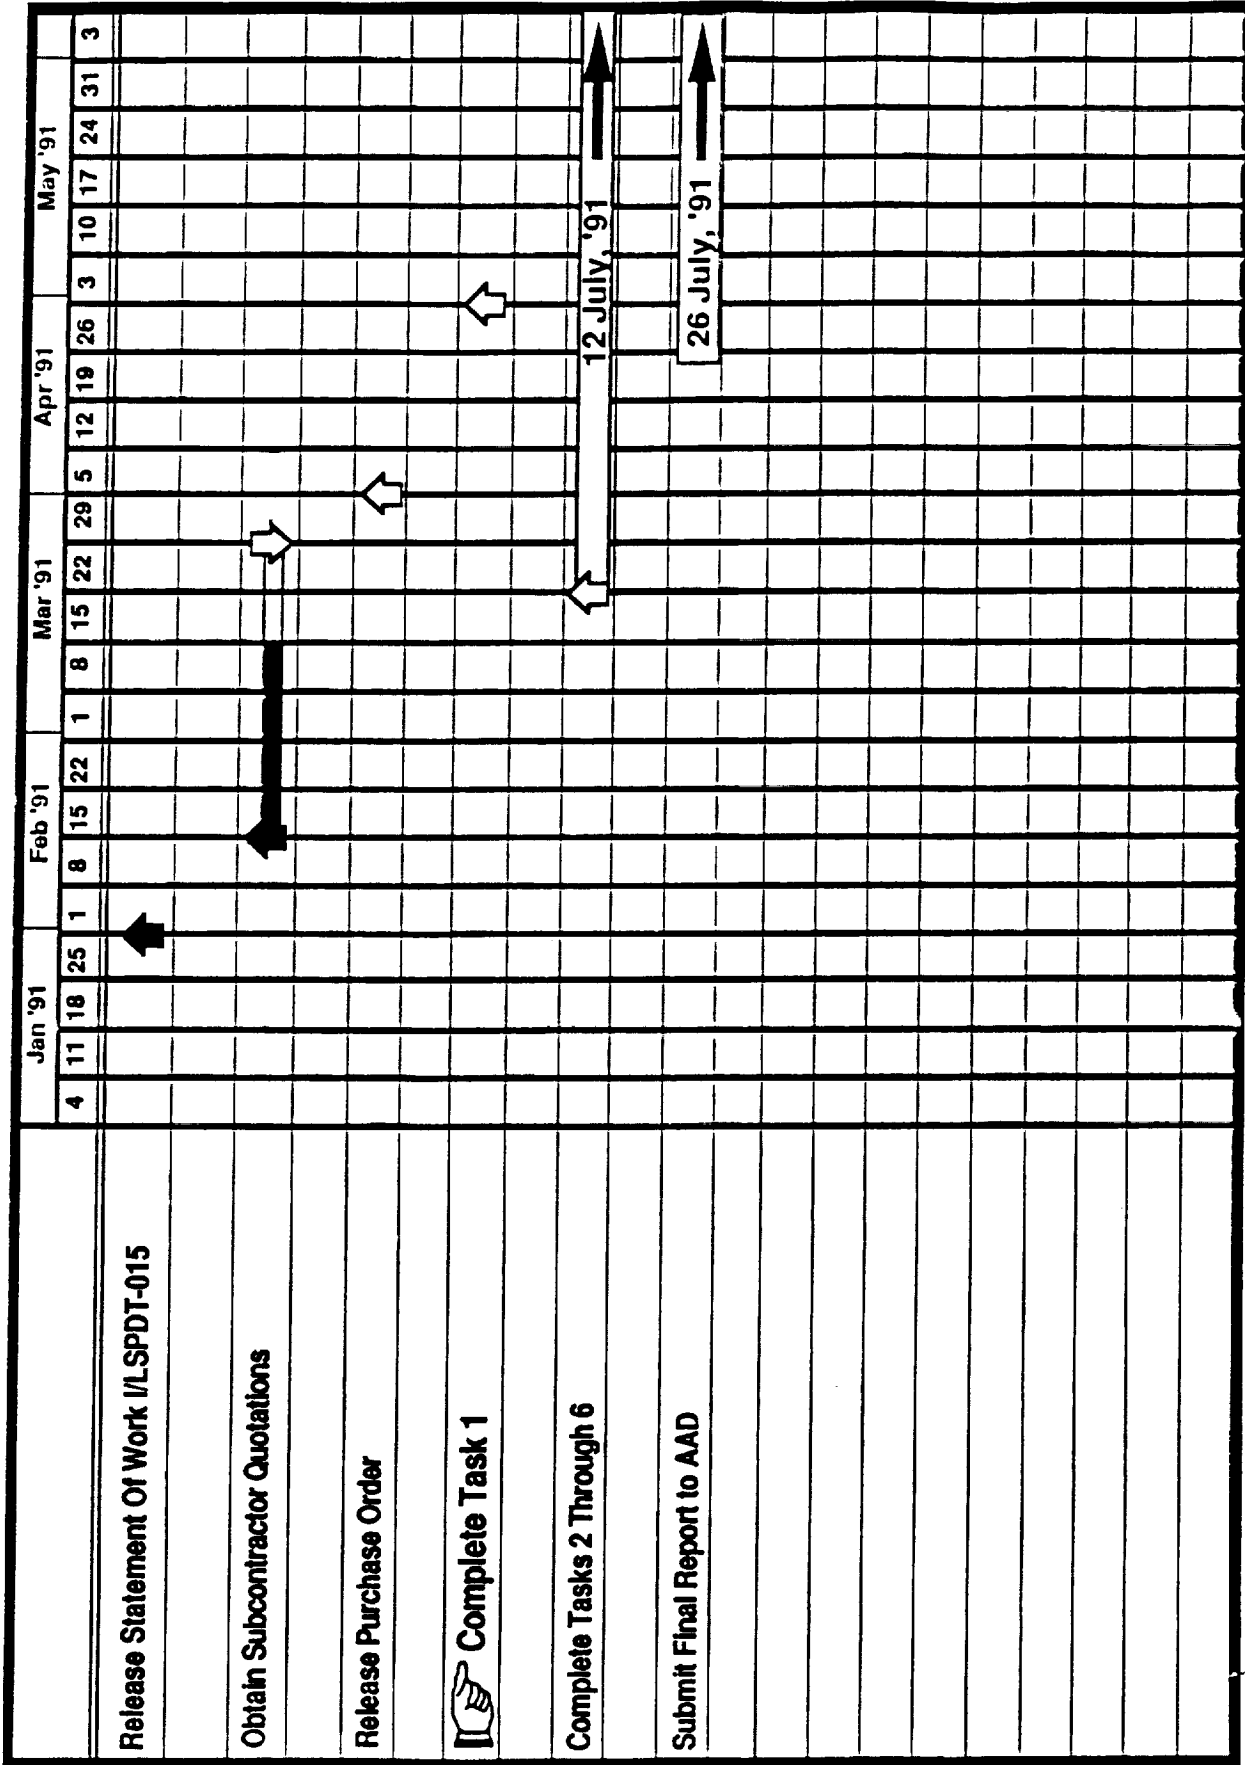 Jan '91 Feb '91 Mar '91 Apr '91 May '91
4 11 18 25 1 8 15 22 1 8 15 22 29 5 12 19 26 3 10 17 24 31 3
Release Statement Of Work I/LSPDT-015
Obtain Subcontractor Quotations
Release Purchase Order
Complete Task 1
Complete Tasks 2 Through 6 12 July, '91
Submit Final Report to AAD 26 July, '91